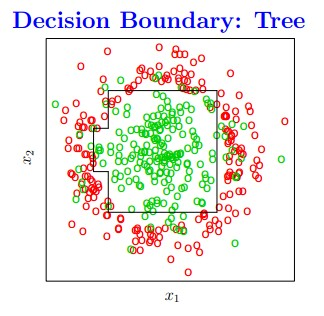 Decision Boundary: Tree
x₂
x₁